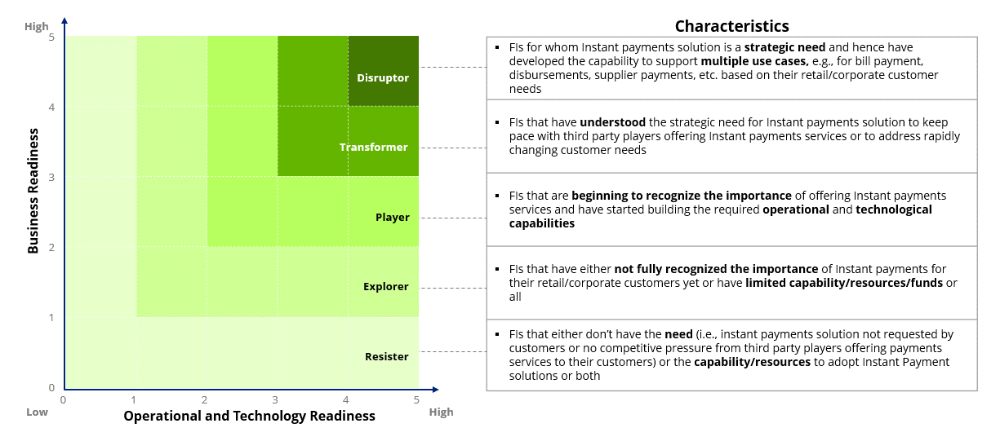 Characteristics
High
5
4
3
2
1
0
Business Readiness
Disruptor
Transformer
Player
Explorer
Resister
0 1 2 3 4 5
Low
High
Operational and Technology Readiness
▪ FIs for whom Instant payments solution is a strategic need and hence have
developed the capability to support multiple use cases, e.g., for bill payment,
disbursements, supplier payments, etc. based on their retail/corporate customer
needs
▪ FIs that have understood the strategic need for Instant payments solution to keep
pace with third party players offering Instant payments services or to address rapidly
changing customer needs
▪ FIs that are beginning to recognize the importance of offering Instant payments
services and have started building the required operational and technological
capabilities
▪ FIs that have either not fully recognized the importance of Instant payments for
their retail/corporate customers yet or have limited capability/resources/funds or
all
▪ FIs that either don’t have the need (i.e., instant payments solution not requested by
customers or no competitive pressure from third party players offering payments
services to their customers) or the capability/resources to adopt Instant Payment
solutions or both